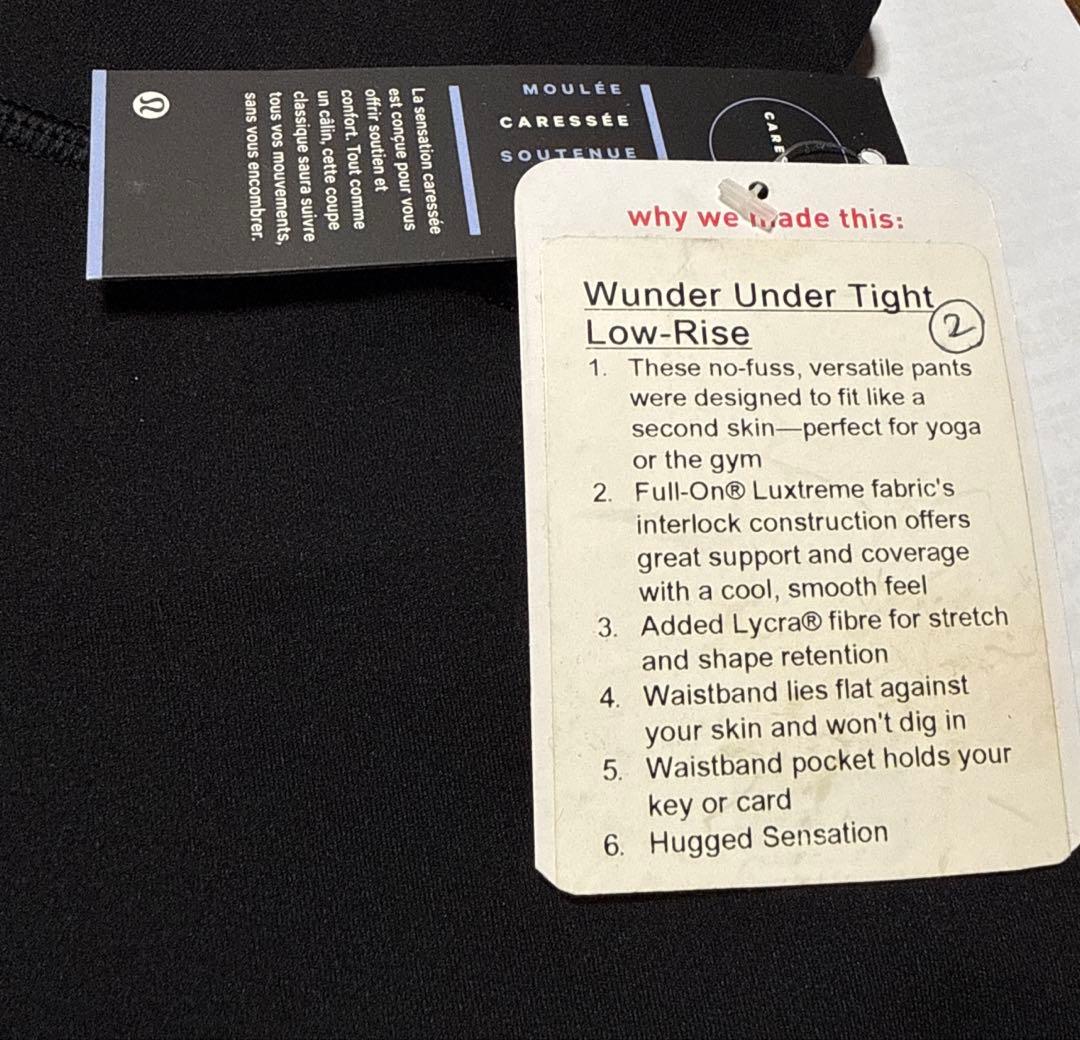 MOULÉE
CARESSÉE
SOUTENUE
La sensation caressée
est conçue pour vous
offrir soutien et
confort. Tout comme
un câlin, cette coupe
classique saura suivre
tous vos mouvements,
sans vous encombrer.
why we made this:
Wunder Under Tight
Low-Rise
2
1. These no-fuss, versatile pants
were designed to fit like a
second skin—perfect for yoga
or the gym
2. Full-On® Luxtreme fabric's
interlock construction offers
great support and coverage
with a cool, smooth feel
3. Added Lycra® fibre for stretch
and shape retention
4. Waistband lies flat against
your skin and won't dig in
5. Waistband pocket holds your
key or card
6. Hugged Sensation